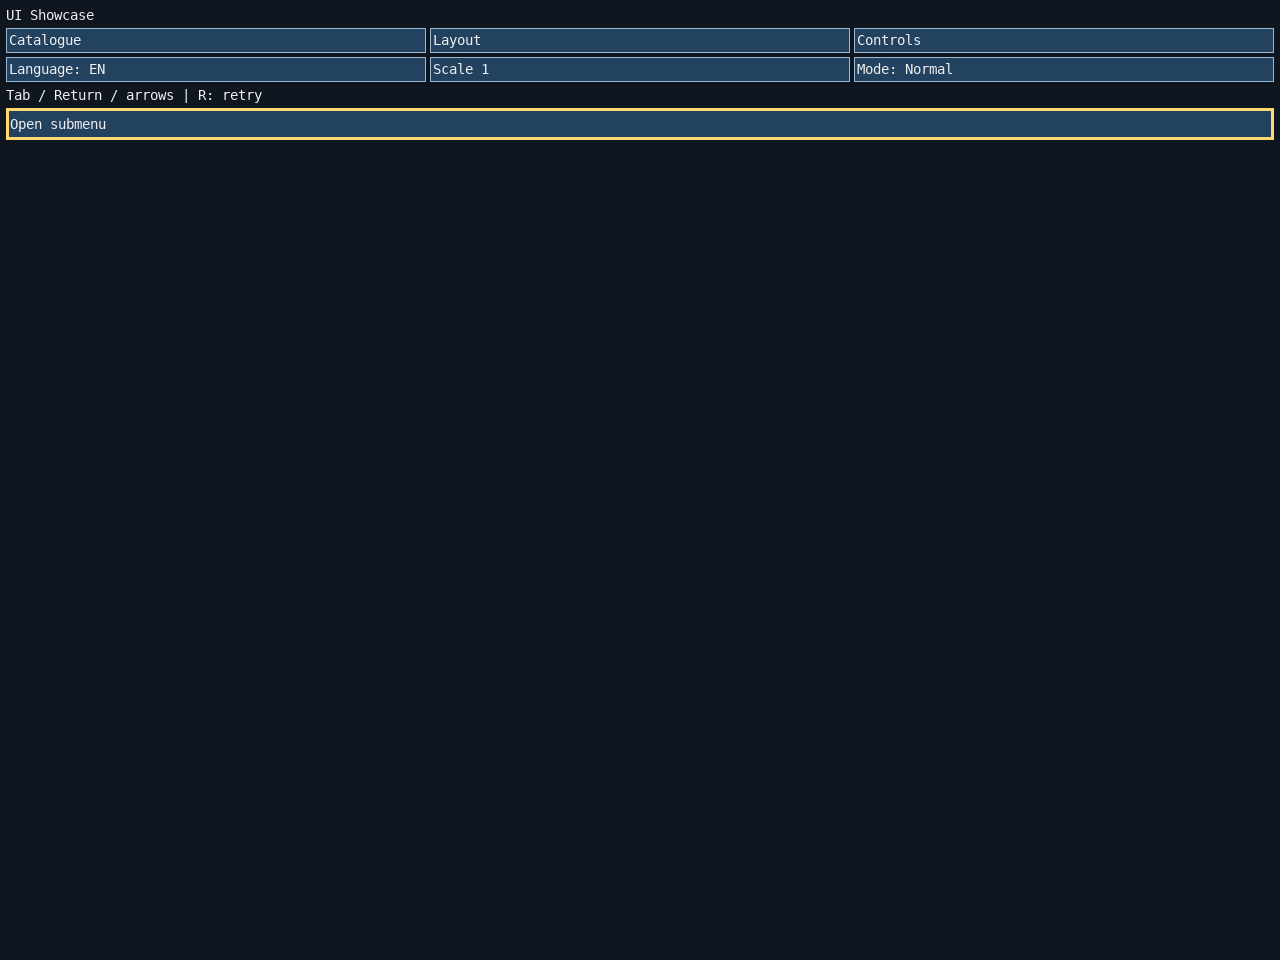 UI Showcase
Catalogue
Layout
Controls
Language: EN
Scale 1
Mode: Normal
Tab / Return / arrows | R: retry
Open submenu